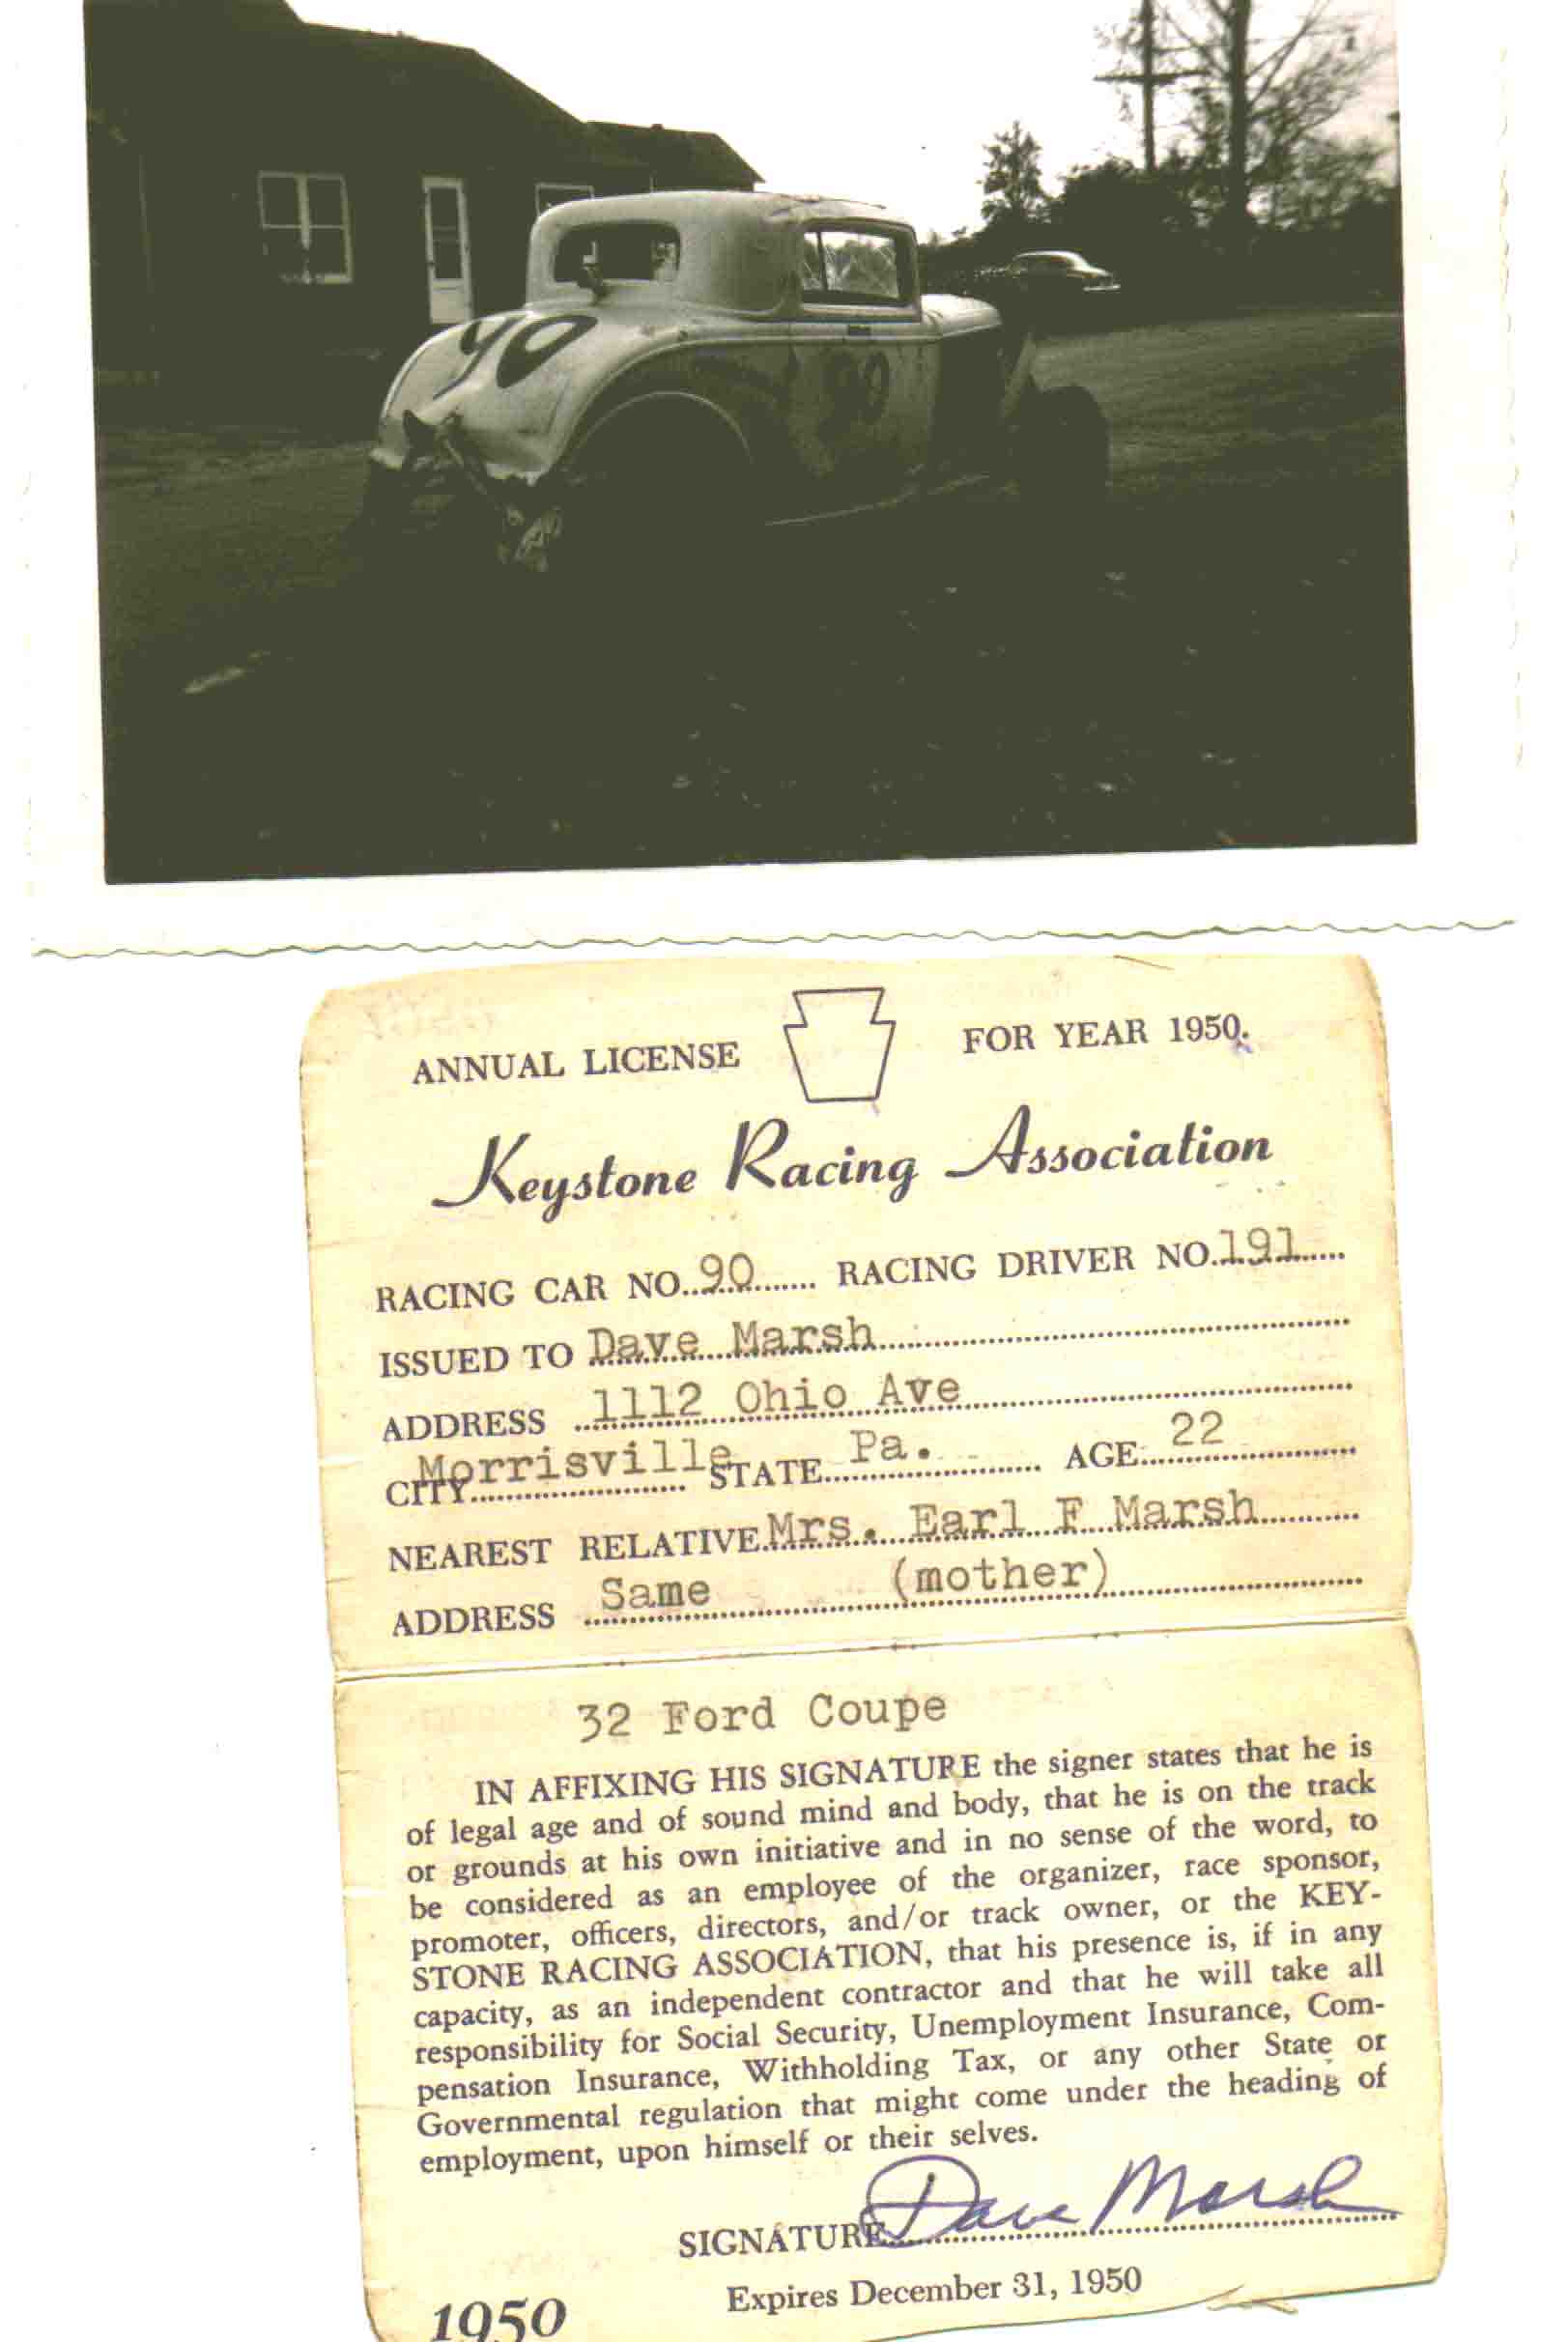 90
90
ANNUAL LICENSE FOR YEAR 1950.
Keystone Racing Association
RACING CAR NO. 90 RACING DRIVER NO. 191
ISSUED TO Dave Marsh
ADDRESS 1112 Ohio Ave
CITY Morrisville STATE Pa. AGE 22
NEAREST RELATIVE Mrs. Earl F Marsh
ADDRESS Same (mother)
32 Ford Coupe
IN AFFIXING HIS SIGNATURE the signer states that he is
of legal age and of sound mind and body, that he is on the track
or grounds at his own initiative and in no sense of the word, to
be considered as an employee of the organizer, race sponsor,
promoter, officers, directors, and/or track owner, or the KEY-
STONE RACING ASSOCIATION, that his presence is, if in any
capacity, as an independent contractor and that he will take all
responsibility for Social Security, Unemployment Insurance, Com-
pensation Insurance, Withholding Tax, or any other State or
Governmental regulation that might come under the heading of
employment, upon himself or their selves.
SIGNATURE Dave Marsh
Expires December 31, 1950
1950